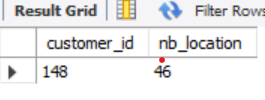 Result Grid Filter Rows
customer_id nb_location
148 46